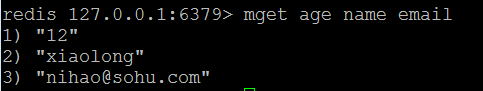 redis 127.0.0.1:6379> mget age name email
1) "12"
2) "xiaolong"
3) "nihao@sohu.com"